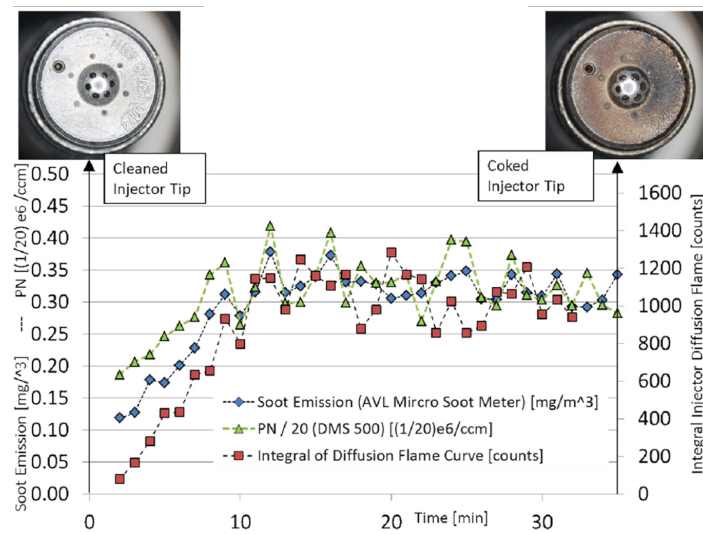 Cleaned
Injector Tip
Coked
Injector Tip
Soot Emission [mg/^3] --- PN [(1/20) e6 /ccm]
0.50
0.45
0.40
0.35
0.30
0.25
0.20
0.15
0.10
0.05
0.00
1600
1400
1200
1000
800
600
400
200
0
Integral Injector Diffusion Flame [counts]
Soot Emission (AVL Mircro Soot Meter) [mg/m^3]
PN / 20 (DMS 500) [(1/20)e6/ccm]
Integral of Diffusion Flame Curve [counts]
0
10
20
30
Time [min]